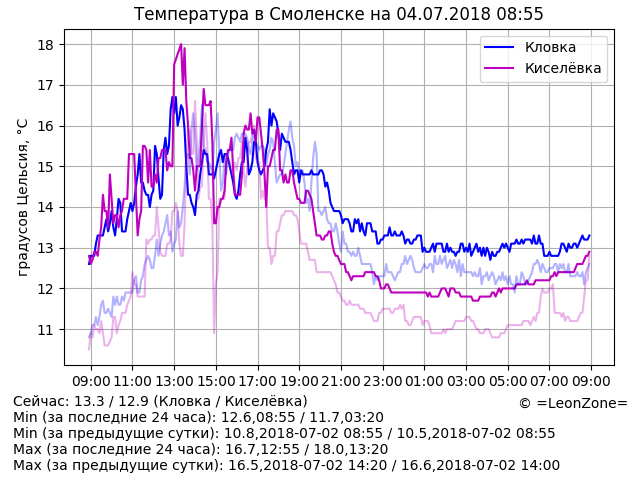 Температура в Смоленске на 04.07.2018 08:55
Кловка
Киселёвка
градусов Цельсия, °C
18
17
16
15
14
13
12
11
09:00 11:00 13:00 15:00 17:00 19:00 21:00 23:00 01:00 03:00 05:00 07:00 09:00
Сейчас: 13.3 / 12.9 (Кловка / Киселёвка)
© =LeonZone=
Min (за последние 24 часа): 12.6,08:55 / 11.7,03:20
Min (за предыдущие сутки): 10.8,2018-07-02 08:55 / 10.5,2018-07-02 08:55
Max (за последние 24 часа): 16.7,12:55 / 18.0,13:20
Max (за предыдущие сутки): 16.5,2018-07-02 14:20 / 16.6,2018-07-02 14:00